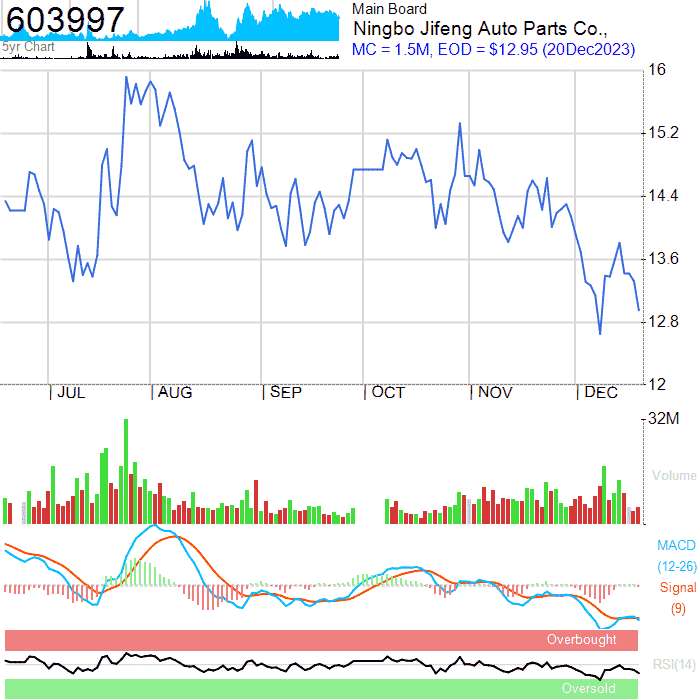 603997
5yr Chart
Main Board
Ningbo Jifeng Auto Parts Co.,
MC = 1.5M, EOD = $12.95 (20Dec2023)
16
15.2
14.4
13.6
12.8
12
JUL AUG SEP OCT NOV DEC
32M
Volume
MACD
(12-26)
Signal
(9)
Overbought
RSI(14)
Oversold